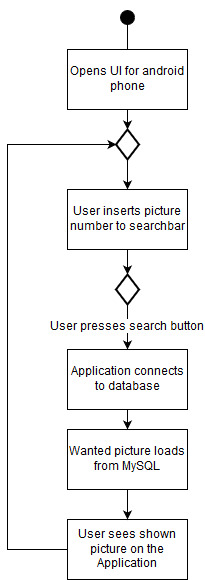 Opens UI for android
phone
User inserts picture
number to searchbar
User presses search button
Application connects
to database
Wanted picture loads
from MySQL
User sees shown
picture on the
Application